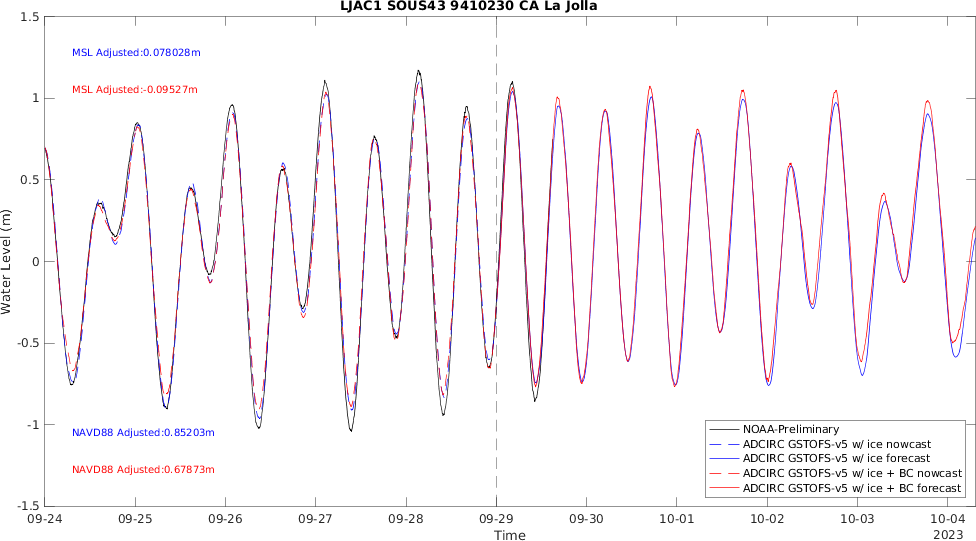 LJAC1 SOUS43 9410230 CA La Jolla
1.5
1
0.5
0
-0.5
-1
-1.5
Water Level (m)
MSL Adjusted:0.078028m
MSL Adjusted:-0.09527m
NAVD88 Adjusted:0.85203m
NAVD88 Adjusted:0.67873m
NOAA-Preliminary
ADCIRC GSTOFS-v5 w/ ice nowcast
ADCIRC GSTOFS-v5 w/ ice forecast
ADCIRC GSTOFS-v5 w/ ice + BC nowcast
ADCIRC GSTOFS-v5 w/ ice + BC forecast
09-24 09-25 09-26 09-27 09-28 09-29 09-30 10-01 10-02 10-03 10-04
2023
Time